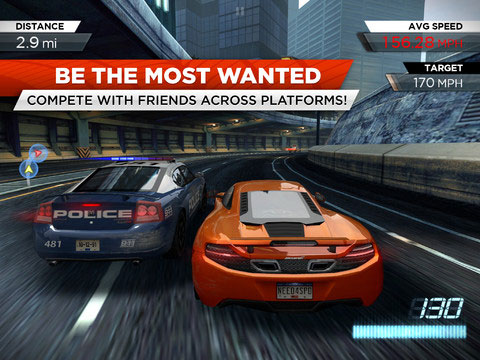 DISTANCE
2.9 mi
AVG SPEED
156.28 MPH
TARGET
170 MPH
BE THE MOST WANTED
COMPETE WITH FRIENDS ACROSS PLATFORMS!
POLICE
481
NEED4SPD
130